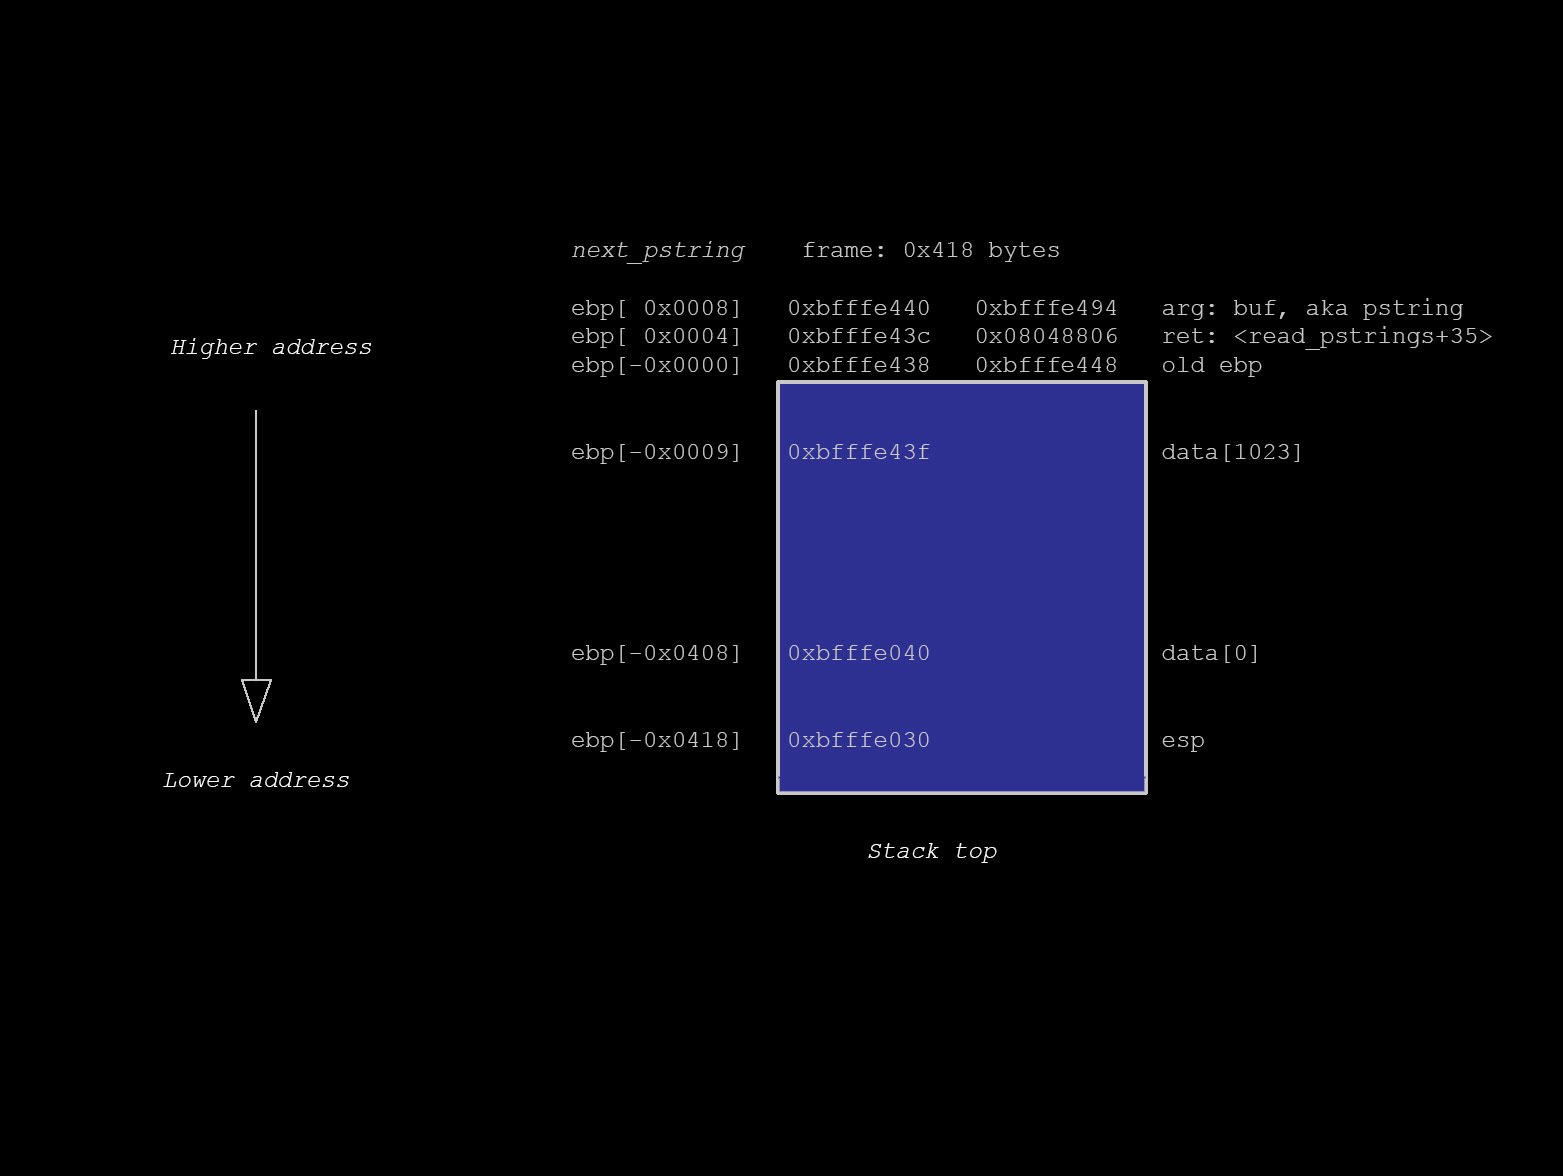 next_pstring    frame: 0x418 bytes
ebp[ 0x0008]   0xbfffe440   0xbfffe494   arg: buf, aka pstring
ebp[ 0x0004]   0xbfffe43c   0x08048806   ret: <read_pstrings+35>
Higher address
ebp[-0x0000]   0xbfffe438   0xbfffe448   old ebp
ebp[-0x0009]   0xbfffe43f   data[1023]
ebp[-0x0408]   0xbfffe040   data[0]
ebp[-0x0418]   0xbfffe030   esp
Lower address
Stack top